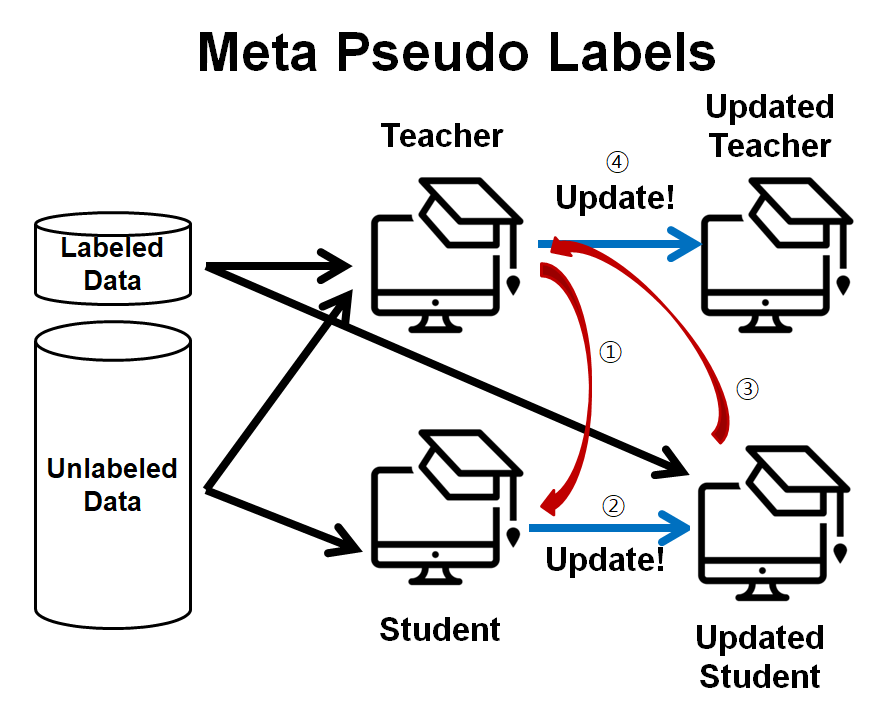 Meta Pseudo Labels
Teacher
Updated
Teacher
④
Update!
Labeled
Data
①
③
Unlabeled
Data
②
Update!
Student
Updated
Student